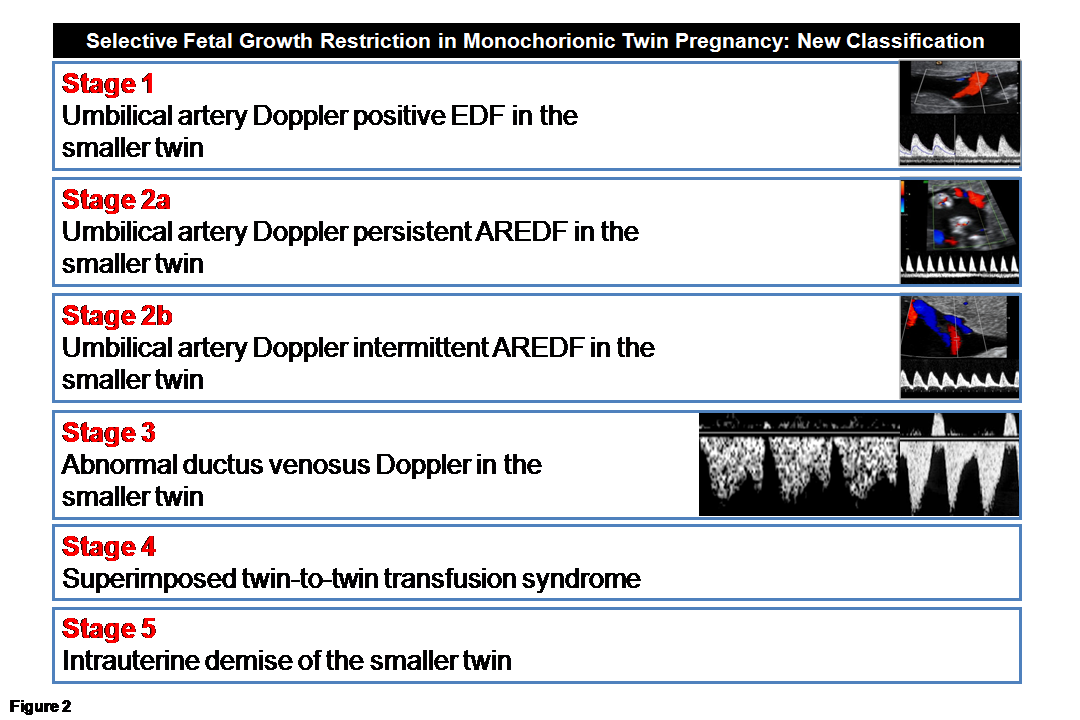 Selective Fetal Growth Restriction in Monochorionic Twin Pregnancy: New Classification
Stage 1
Umbilical artery Doppler positive EDF in the
smaller twin
Stage 2a
Umbilical artery Doppler persistent AREDF in the
smaller twin
Stage 2b
Umbilical artery Doppler intermittent AREDF in the
smaller twin
Stage 3
Abnormal ductus venosus Doppler in the
smaller twin
Stage 4
Superimposed twin-to-twin transfusion syndrome
Stage 5
Intrauterine demise of the smaller twin
Figure 2